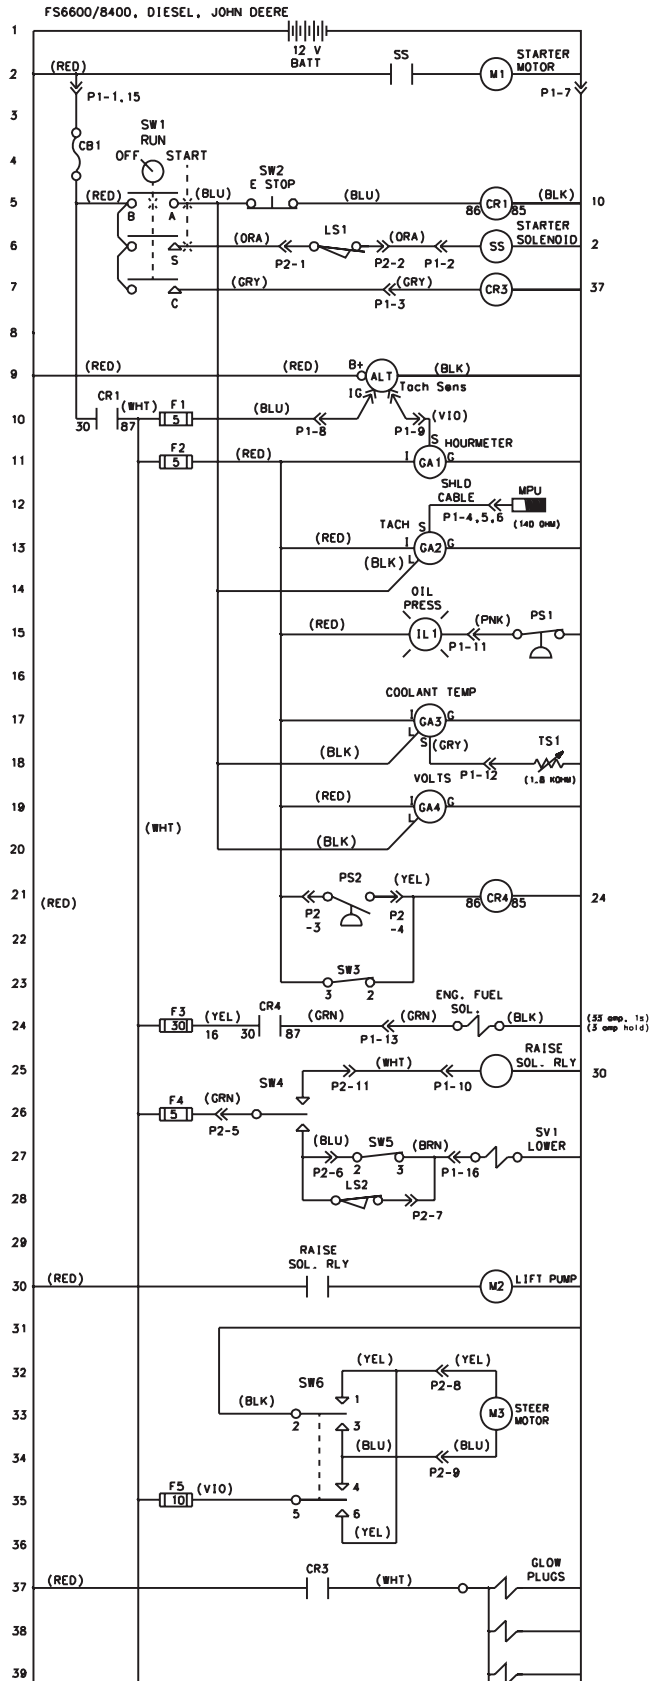 FS6600/8400, DIESEL, JOHN DEERE
1
12 V
BATT
2 (RED) SS M1 STARTER
MOTOR
P1-1,15 P1-7
3
CB1
SW1
RUN
4 OFF START
SW2
E STOP
5 (RED) B A (BLU) (BLU) 86 CR1 85 (BLK) 10
6 S (ORA) P2-1 LS1 P2-2 (ORA) P1-2 SS STARTER
SOLENOID 2
7 C (GRY) P1-3 (GRY) CR3 37
8
9 (RED) (RED) B+ ALT (BLK)
IG Tach Sens
10 30 CR1 87 (WHT) F1 5 (BLU) P1-8 P1-9 (VIO)
11 F2 5 (RED) I S GA1 G HOURMETER
12 SHLD
CABLE
P1-4,5,6 MPU
(140 OHM)
13 (RED) TACH I S GA2 G
L
14 (BLK)
OIL
PRESS
15 (RED) IL1 P1-11 (PNK) PS1
16
COOLANT TEMP
17 I GA3 G
L S
18 (BLK) (GRY) P1-12 TS1
(1.8 KOHM)
VOLTS
19 (RED) I GA4 G
L
(WHT)
20 (BLK)
21 (RED) P2
-3 PS2 P2
-4 (YEL) 86 CR4 85 24
22
23 3 SW3 2
24 F3 30 (YEL) 16 30 CR4 87 (GRN) P1-13 (GRN) ENG. FUEL
SOL. (BLK) (55 amp, 1s)
(3 amp hold)
25 P2-11 (WHT) P1-10 RAISE
SOL. RLY 30
26 F4 5 (GRN) P2-5 SW4
27 (BLU) P2-6 2 SW5 3 (BRN) P1-16 SV1
LOWER
28 LS2 P2-7
29
RAISE
SOL. RLY
30 (RED) M2 LIFT PUMP
31
32 (YEL) P2-8 (YEL)
SW6
33 (BLK) 2 1 3 M3 STEER
MOTOR
34 (BLU) P2-9 (BLU)
35 F5 10 (VIO) 5 4 6
36 (YEL)
GLOW
PLUGS
37 (RED) CR3 (WHT)
38
39